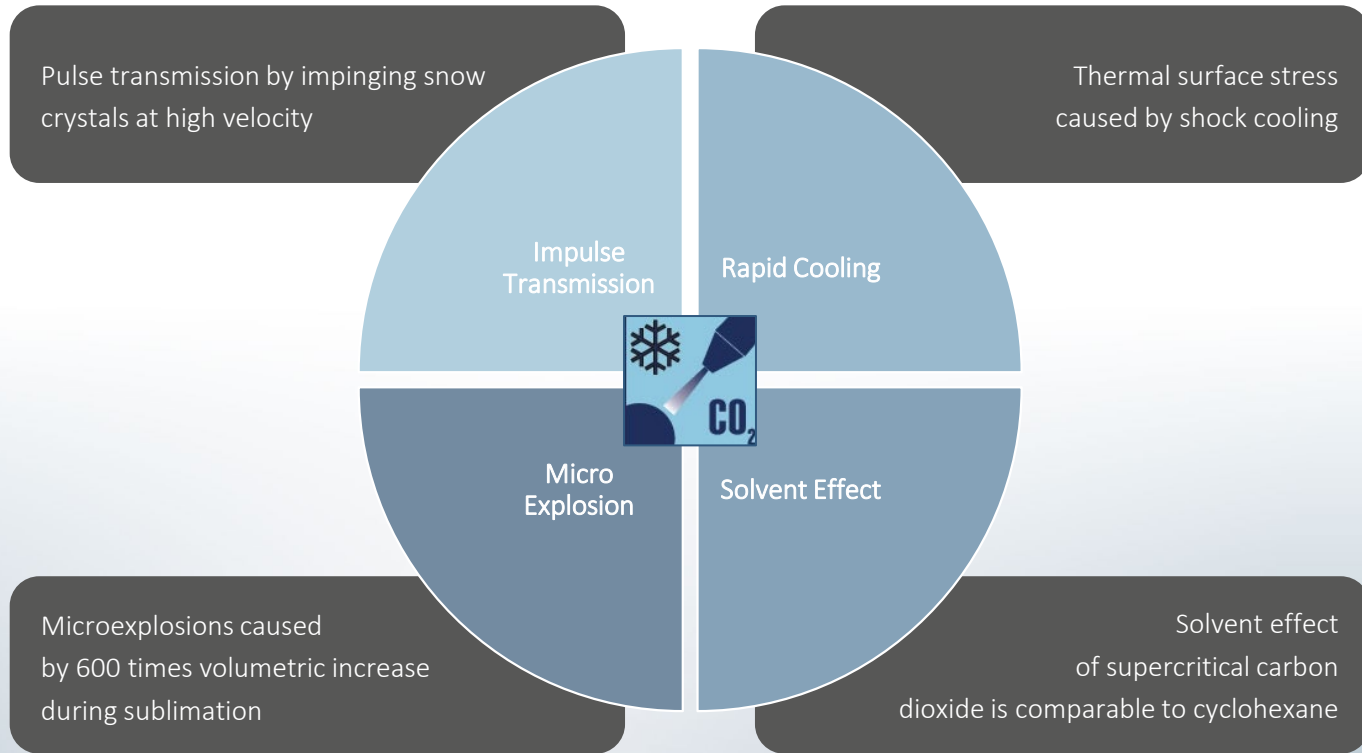 Pulse transmission by impinging snow
crystals at high velocity
Thermal surface stress
caused by shock cooling
Impulse
Transmission
Rapid Cooling
CO₂
Micro
Explosion
Solvent Effect
Microexplosions caused
by 600 times volumetric increase
during sublimation
Solvent effect
of supercritical carbon
dioxide is comparable to cyclohexane